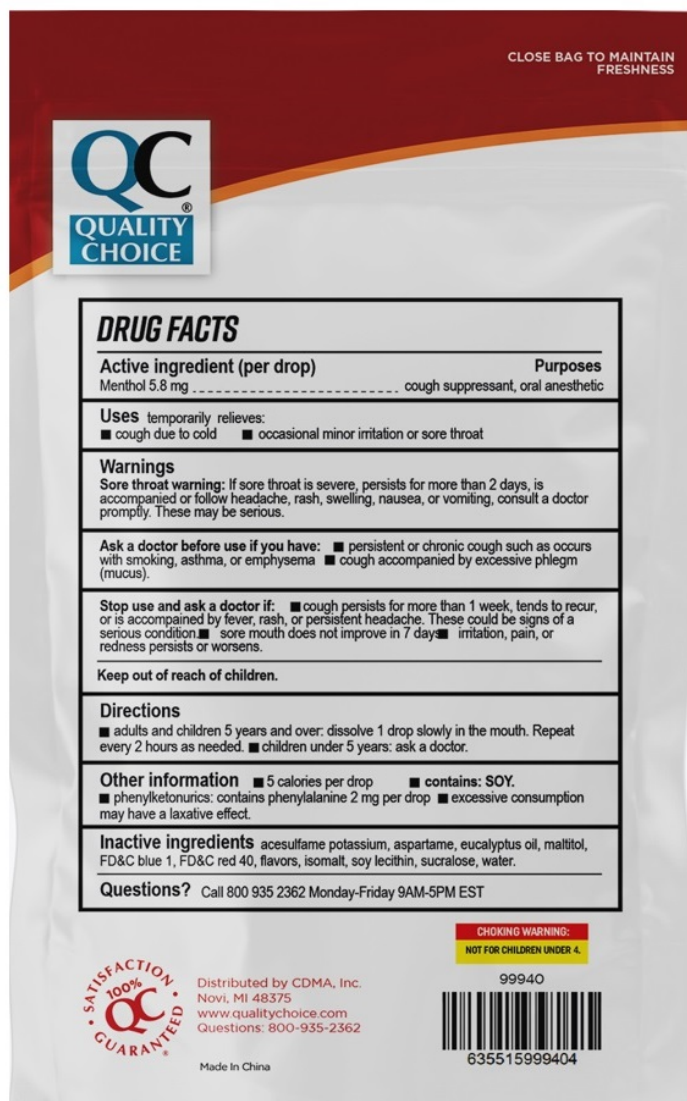 CLOSE BAG TO MAINTAIN
FRESHNESS
QC®
QUALITY
CHOICE
DRUG FACTS
Active ingredient (per drop) Purposes
Menthol 5.8 mg cough suppressant, oral anesthetic
Uses temporarily relieves:
■ cough due to cold ■ occasional minor irritation or sore throat
Warnings
Sore throat warning: If sore throat is severe, persists for more than 2 days, is
accompanied or follow headache, rash, swelling, nausea, or vomiting, consult a doctor
promptly. These may be serious.
Ask a doctor before use if you have: ■ persistent or chronic cough such as occurs
with smoking, asthma, or emphysema ■ cough accompanied by excessive phlegm
(mucus).
Stop use and ask a doctor if: ■ cough persists for more than 1 week, tends to recur,
or is accompained by fever, rash, or persistent headache. These could be signs of a
serious condition.■ sore mouth does not improve in 7 days■ irritation, pain, or
redness persists or worsens.
Keep out of reach of children.
Directions
■ adults and children 5 years and over: dissolve 1 drop slowly in the mouth. Repeat
every 2 hours as needed. ■ children under 5 years: ask a doctor.
Other information ■ 5 calories per drop ■ contains: SOY.
■ phenylketonurics: contains phenylalanine 2 mg per drop ■ excessive consumption
may have a laxative effect.
Inactive ingredients acesulfame potassium, aspartame, eucalyptus oil, maltitol,
FD&C blue 1, FD&C red 40, flavors, isomalt, soy lecithin, sucralose, water.
Questions? Call 800 935 2362 Monday-Friday 9AM-5PM EST
CHOKING WARNING:
NOT FOR CHILDREN UNDER 4.
SATISFACTION
100%
QC
GUARANTEED®
Distributed by CDMA, Inc.
Novi, MI 48375
www.qualitychoice.com
Questions: 800-935-2362
Made In China
99940
635515999404